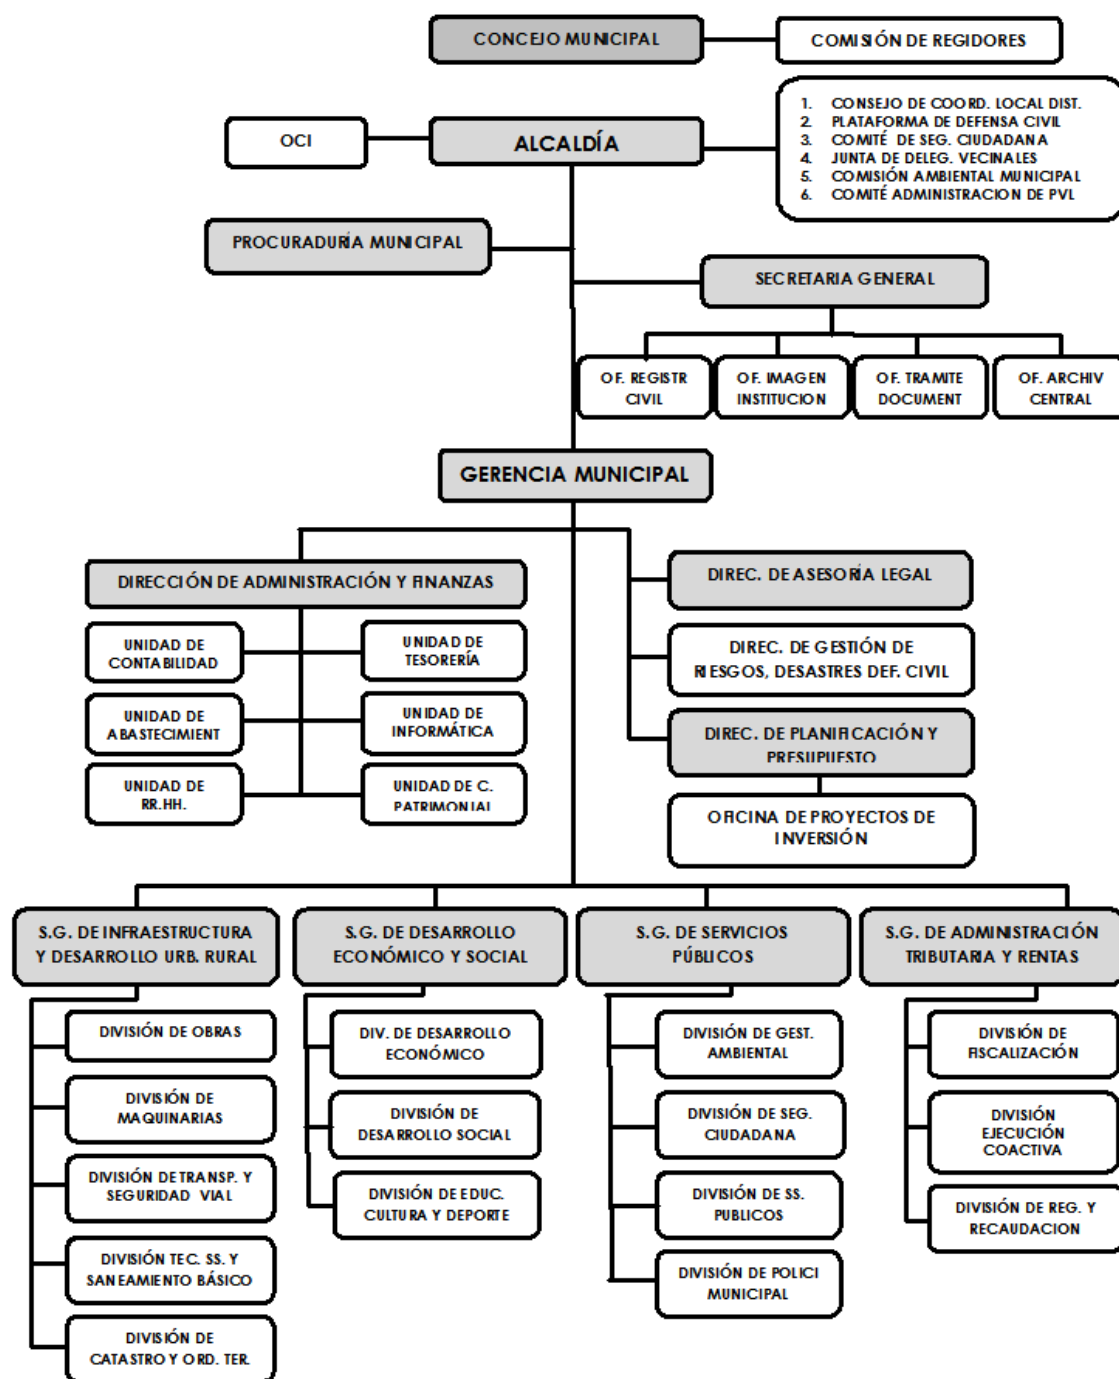 CONCEJO MUNICIPAL
COMISIÓN DE REGIDORES
OCI
ALCALDÍA
1. CONSEJO DE COORD. LOCAL DIST.
2. PLATAFORMA DE DEFENSA CIVIL
3. COMITÉ DE SEG. CIUDADANA
4. JUNTA DE DELEG. VECINALES
5. COMISIÓN AMBIENTAL MUNICIPAL
6. COMITÉ ADMINISTRACION DE PVL
PROCURADURÍA MUNICIPAL
SECRETARIA GENERAL
OF. REGISTR
CIVIL
OF. IMAGEN
INSTITUCION
OF. TRAMITE
DOCUMENT
OF. ARCHIV
CENTRAL
GERENCIA MUNICIPAL
DIRECCIÓN DE ADMINISTRACIÓN Y FINANZAS
UNIDAD DE
CONTABILIDAD
UNIDAD DE
TESORERÍA
UNIDAD DE
ABASTECIMIENT
UNIDAD DE
INFORMÁTICA
UNIDAD DE
RR.HH.
UNIDAD DE C.
PATRIMONIAL
DIREC. DE ASESORÍA LEGAL
DIREC. DE GESTIÓN DE
RIESGOS, DESASTRES DEF. CIVIL
DIREC. DE PLANIFICACIÓN Y
PRESUPUESTO
OFICINA DE PROYECTOS DE
INVERSIÓN
S.G. DE INFRAESTRUCTURA
Y DESARROLLO URB. RURAL
DIVISIÓN DE OBRAS
DIVISIÓN DE
MAQUINARIAS
DIVISIÓN DE TRANSP. Y
SEGURIDAD VIAL
DIVISIÓN TEC. SS. Y
SANEAMIENTO BÁSICO
DIVISIÓN DE
CATASTRO Y ORD. TER.
S.G. DE DESARROLLO
ECONÓMICO Y SOCIAL
DIV. DE DESARROLLO
ECONÓMICO
DIVISIÓN DE
DESARROLLO SOCIAL
DIVISIÓN DE EDUC.
CULTURA Y DEPORTE
S.G. DE SERVICIOS
PÚBLICOS
DIVISIÓN DE GEST.
AMBIENTAL
DIVISIÓN DE SEG.
CIUDADANA
DIVISIÓN DE SS.
PUBLICOS
DIVISIÓN DE POLICI
MUNICIPAL
S.G. DE ADMINISTRACIÓN
TRIBUTARIA Y RENTAS
DIVISIÓN DE
FISCALIZACIÓN
DIVISIÓN
EJECUCIÓN
COACTIVA
DIVISIÓN DE REG. Y
RECAUDACION